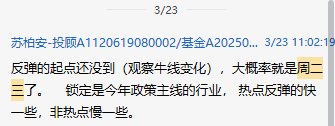 3/23
苏柏安-投顾A1120619080002/基金A20250... 3/23 11:02:19
反弹的起点还没到（观察牛线变化），大概率就是周二
三了。 锁定是今年政策主线的行业， 热点反弹的快
一些，非热点慢一些。